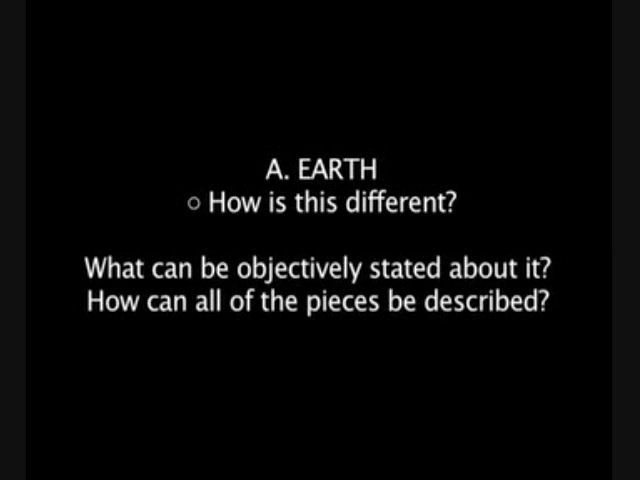 A. EARTH
○ How is this different?
What can be objectively stated about it?
How can all of the pieces be described?